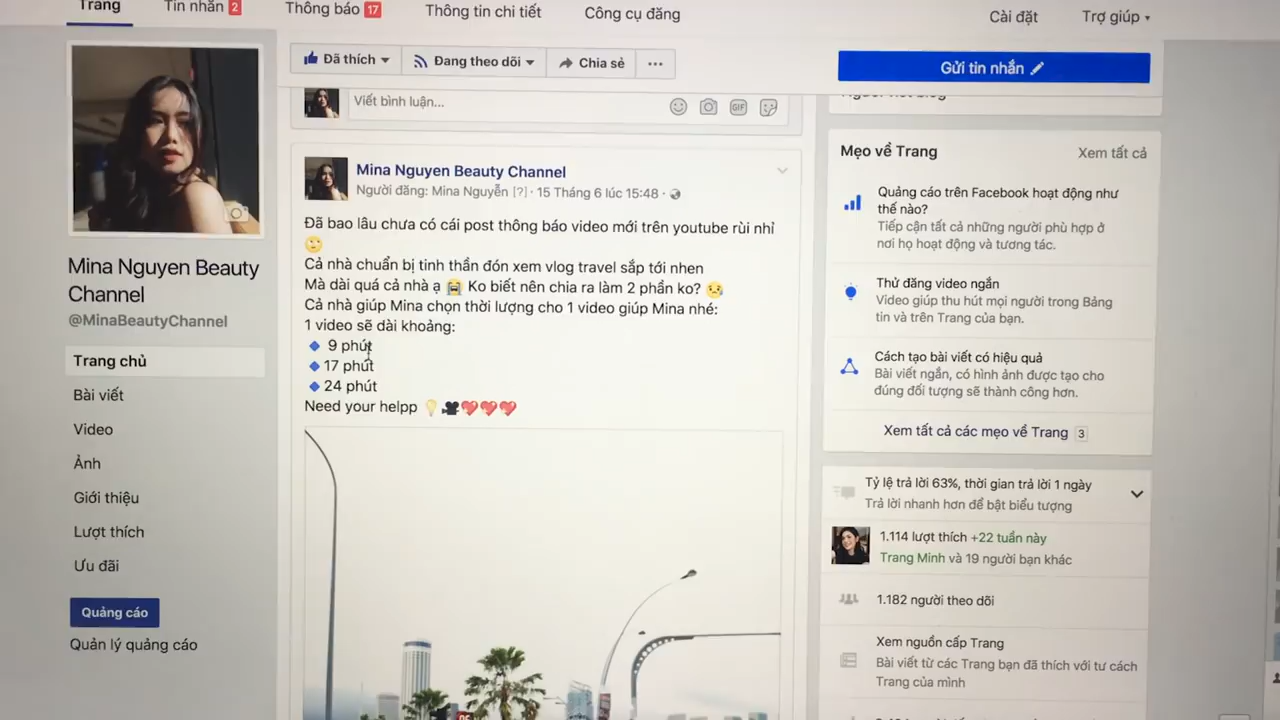 Trang
Tin nhắn 2
Thông báo 17
Thông tin chi tiết
Công cụ đăng
Cài đặt
Trợ giúp
Đã thích
Đang theo dõi
Chia sẻ
Gửi tin nhắn
Viết bình luận...
GIF
Mina Nguyen Beauty Channel
Người đăng: Mina Nguyễn [?] · 15 Tháng 6 lúc 15:48 ·
Đã bao lâu chưa có cái post thông báo video mới trên youtube rùi nhỉ
Cả nhà chuẩn bị tinh thần đón xem vlog travel sắp tới nhen
Mà dài quá cả nhà ạ 😭 Ko biết nên chia ra làm 2 phần ko? 😢
Cả nhà giúp Mina chọn thời lượng cho 1 video giúp Mina nhé:
1 video sẽ dài khoảng:
🔹 9 phút
🔹 17 phút
🔹 24 phút
Need your helpp 💡🎥💖💖💖
Mina Nguyen Beauty
Channel
@MinaBeautyChannel
Trang chủ
Bài viết
Video
Ảnh
Giới thiệu
Lượt thích
Ưu đãi
Quảng cáo
Quản lý quảng cáo
Mẹo về Trang
Xem tất cả
Quảng cáo trên Facebook hoạt động như
thế nào?
Tiếp cận tất cả những người phù hợp ở
nơi họ hoạt động và tương tác.
Thử đăng video ngắn
Video giúp thu hút mọi người trong Bảng
tin và trên Trang của bạn.
Cách tạo bài viết có hiệu quả
Bài viết ngắn, có hình ảnh được tạo cho
đúng đối tượng sẽ thành công hơn.
Xem tất cả các mẹo về Trang 3
Tỷ lệ trả lời 63%, thời gian trả lời 1 ngày
Trả lời nhanh hơn để bật biểu tượng
1.114 lượt thích +22 tuần này
Trang Minh và 19 người bạn khác
1.182 người theo dõi
Xem nguồn cấp Trang
Bài viết từ các Trang bạn đã thích với tư cách
Trang của mình